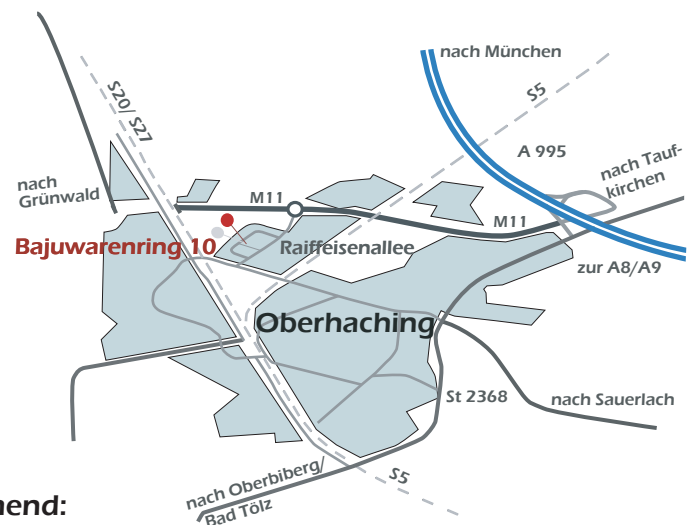 nach München
S5
S20/ S27
A 995
nach Tauf-
kirchen
nach
Grünwald
M11
M11
Bajuwarenring 10
Raiffeisenallee
zur A8/A9
Oberhaching
St 2368
nach Sauerlach
nach Oberbiberg/
Bad Tölz
S5
end: